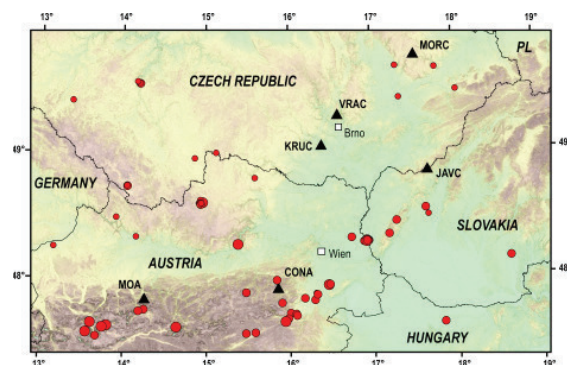 13° 14° 15° 16° 17° 18° 19°
MORC
PL
CZECH REPUBLIC
VRAC
Brno
KRUC
49° 49°
JAVC
GERMANY
SLOVAKIA
Wien
AUSTRIA
CONA
48° 48°
MOA
HUNGARY
13° 14° 15° 16° 17° 18° 19°